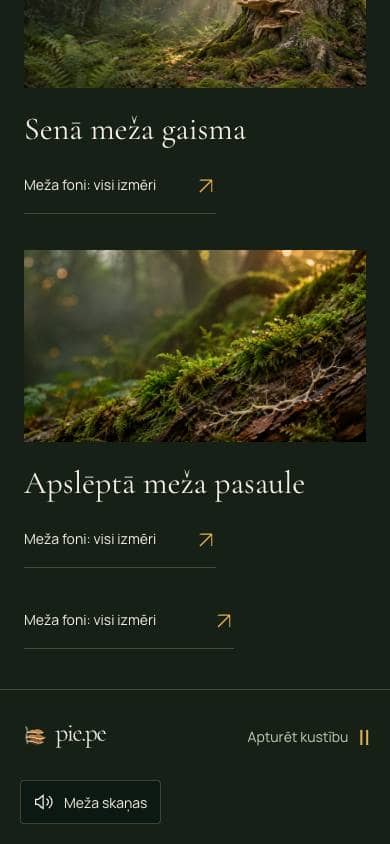 Senā meža gaisma
Meža foni: visi izmēri
Apslēptā meža pasaule
Meža foni: visi izmēri
Meža foni: visi izmēri
pie.pe
Apturēt kustību
Meža skaņas